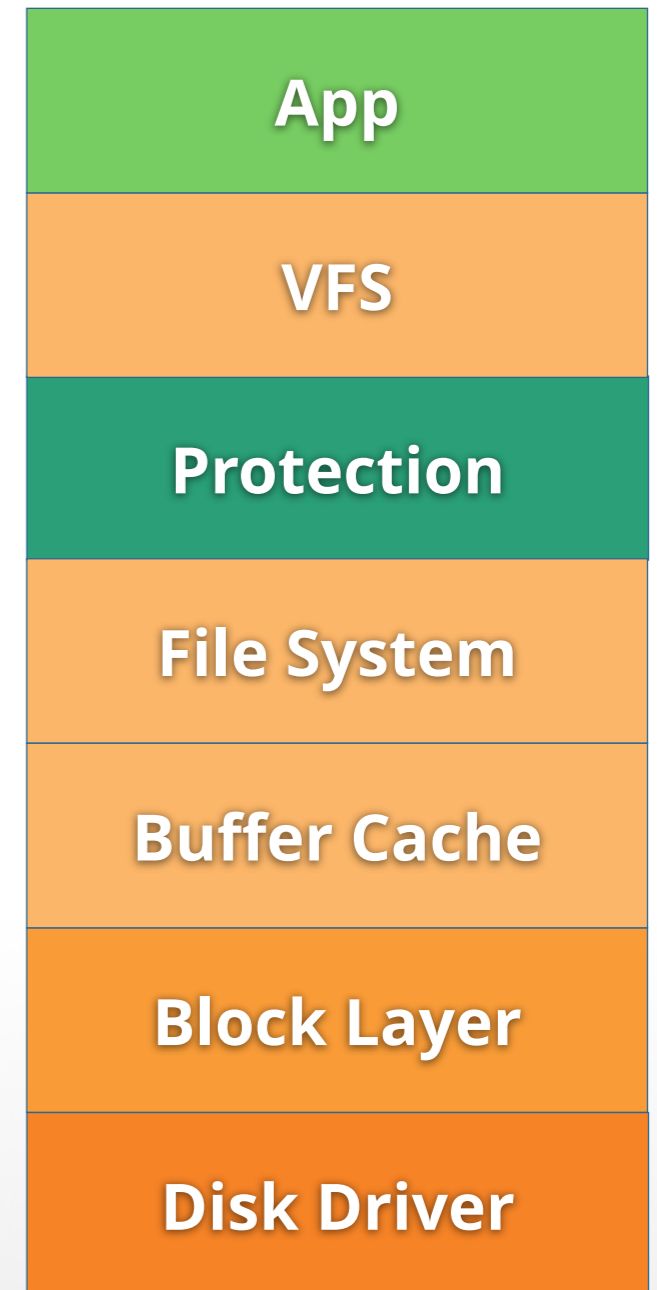 App
VFS
Protection
File System
Buffer Cache
Block Layer
Disk Driver